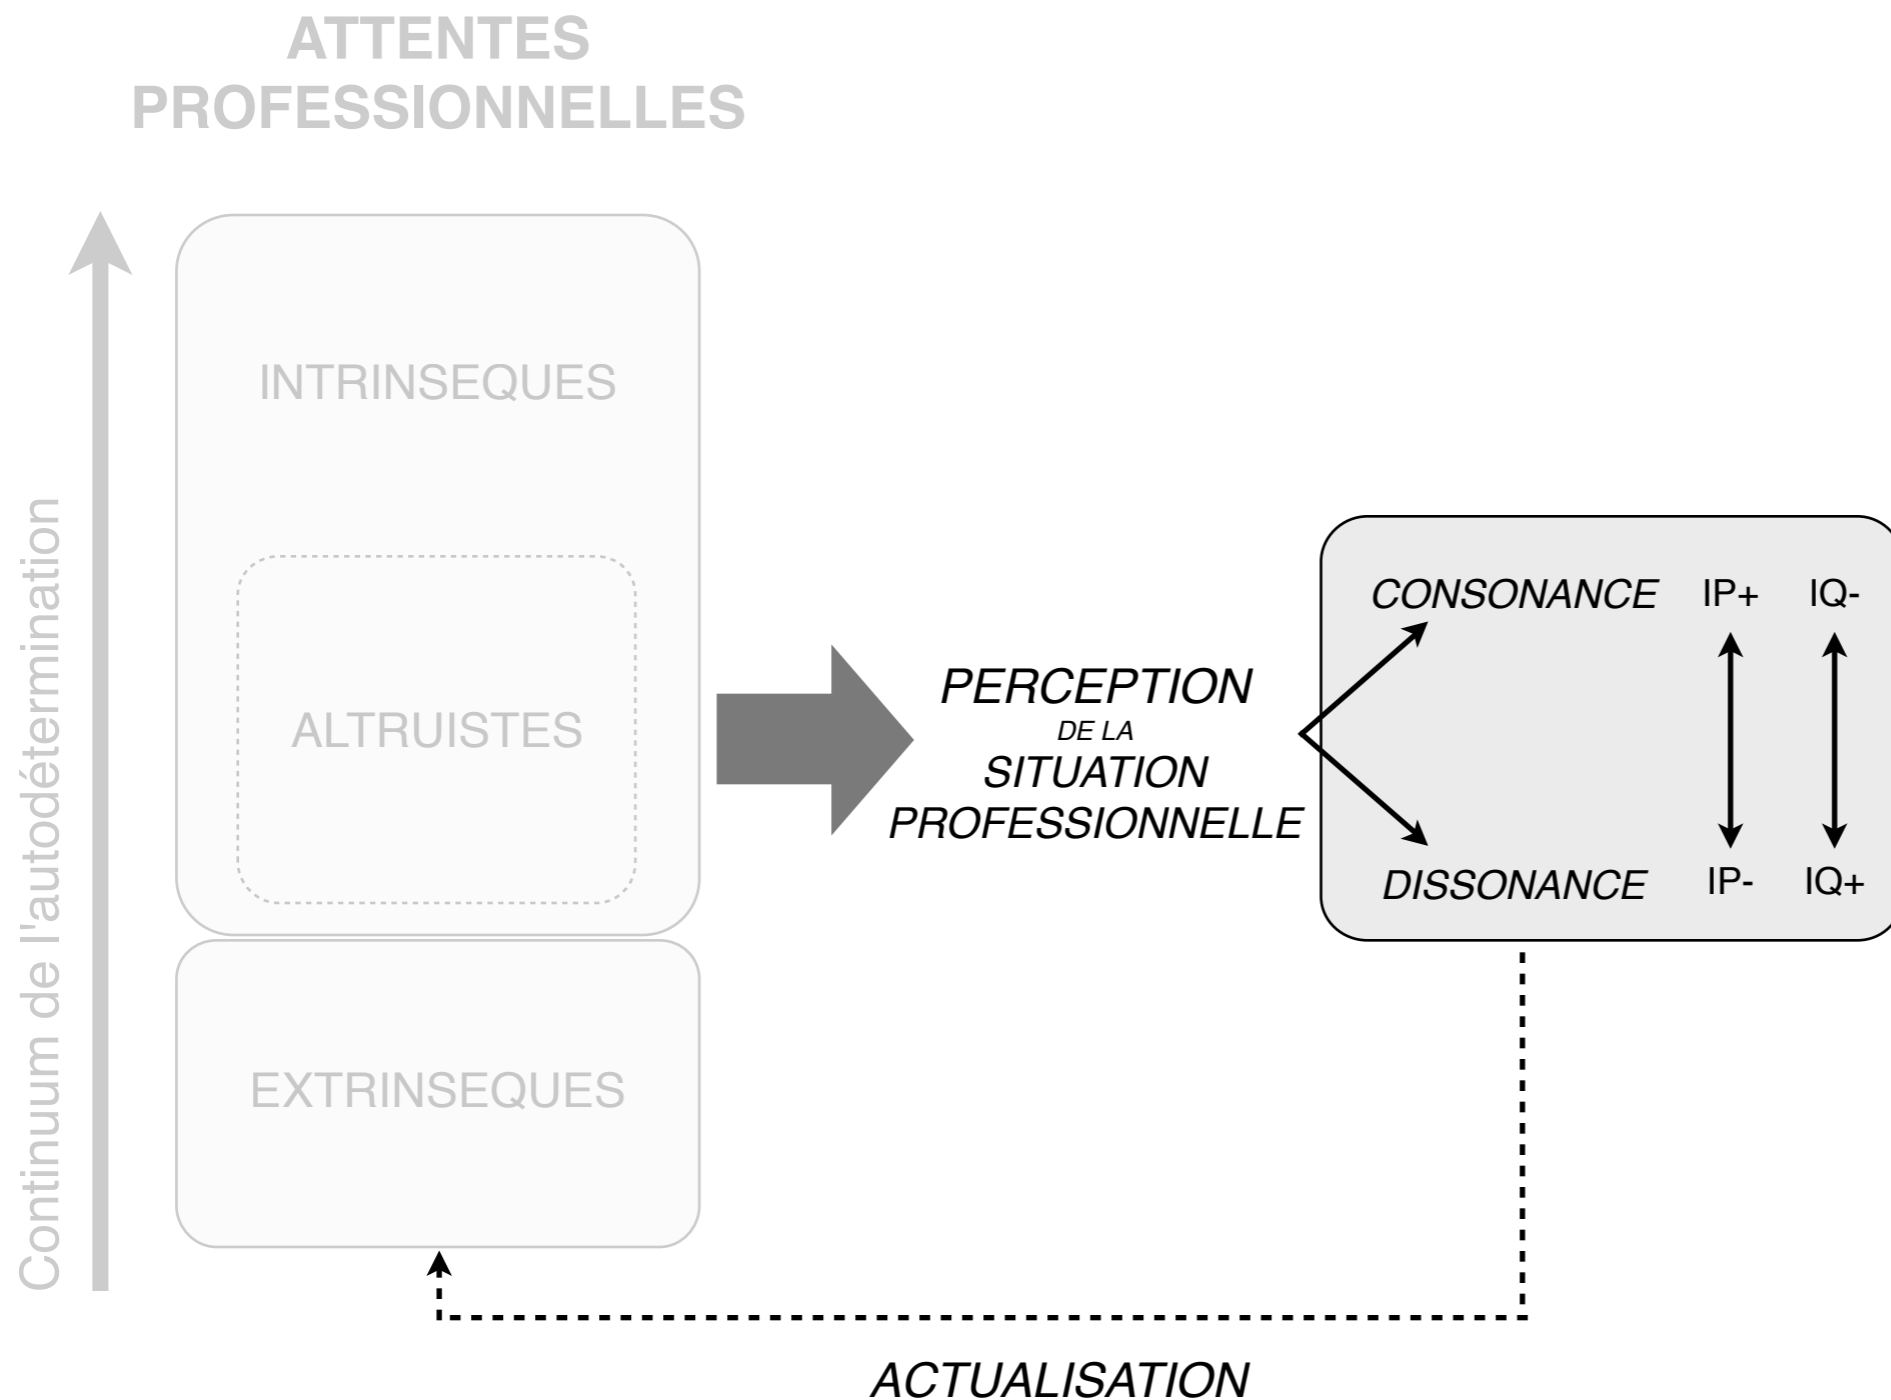 ATTENTES
PROFESSIONNELLES
Continuum de l'autodétermination
INTRINSEQUES
ALTRUISTES
EXTRINSEQUES
PERCEPTION
DE LA
SITUATION
PROFESSIONNELLE
CONSONANCE IP+ IQ-
DISSONANCE IP- IQ+
ACTUALISATION